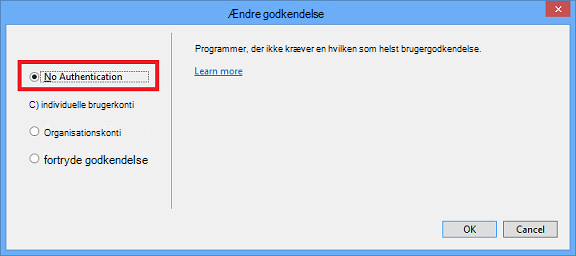 Ændre godkendelse
No Authentication
C) individuelle brugerkonti
Organisationskonti
fortryde godkendelse
Programmer, der ikke kræver en hvilken som helst brugergodkendelse.
Learn more
OK
Cancel